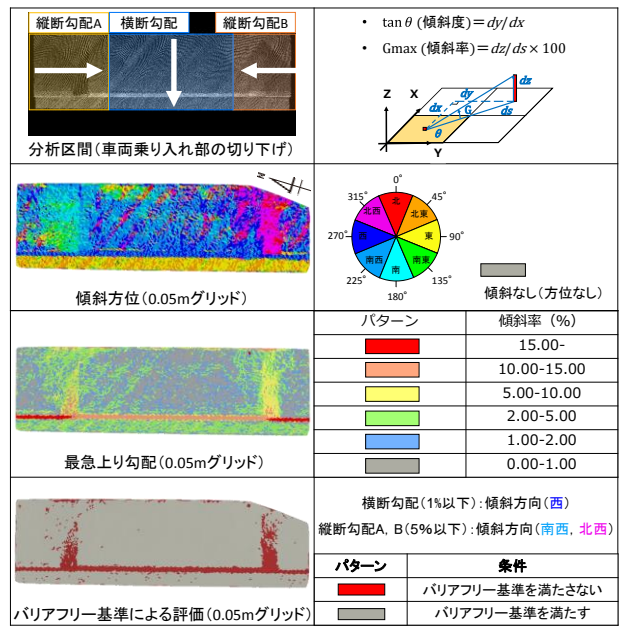 縦断勾配A 横断勾配 縦断勾配B
分析区間(車両乗り入れ部の切り下げ)
• tan θ (傾斜度)＝dy/dx
• Gmax (傾斜率)＝dz/ds × 100
Z
X
Y
dx
dy
dz
ds
G
θ
傾斜方位(0.05mグリッド)
0°
45°
90°
135°
180°
225°
270°
315°
北
北東
東
南東
南
南西
西
北西
傾斜なし(方位なし)
最急上り勾配(0.05mグリッド)
パターン 傾斜率（%）
15.00-
10.00-15.00
5.00-10.00
2.00-5.00
1.00-2.00
0.00-1.00
バリアフリー基準による評価(0.05mグリッド)
横断勾配(1%以下)：傾斜方向(西)
縦断勾配A, B(5%以下)：傾斜方向(南西, 北西)
パターン 条件
バリアフリー基準を満たさない
バリアフリー基準を満たす